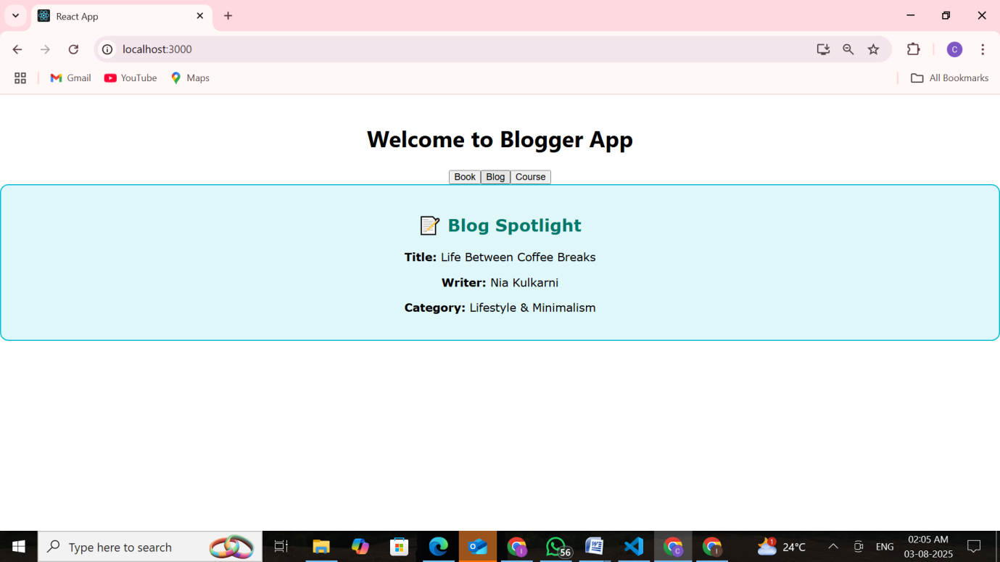 React App
localhost:3000
C
Gmail
YouTube
Maps
All Bookmarks
Welcome to Blogger App
Book Blog Course
📝 Blog Spotlight
Title: Life Between Coffee Breaks
Writer: Nia Kulkarni
Category: Lifestyle & Minimalism
Type here to search
I
56
W
C
I
1
24°C
ENG
02:05 AM
03-08-2025